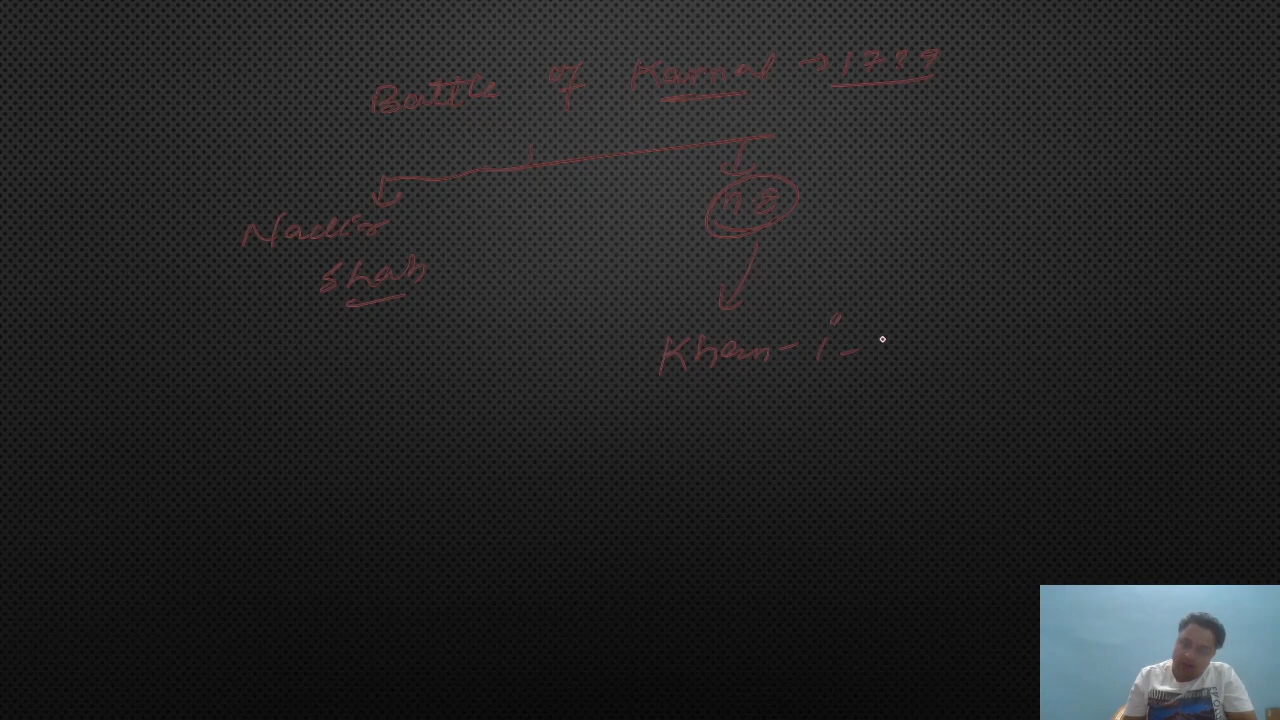 Battle of Karnal → 1739
Nadir
Shah
M.E
Khan-i-